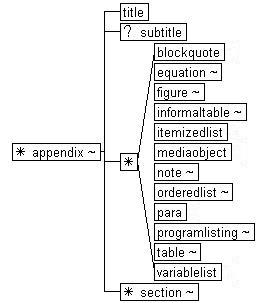 title
? subtitle
blockquote
equation ~
figure ~
informaltable ~
itemizedlist
* appendix ~
*
mediaobject
note ~
orderedlist ~
para
programlisting ~
table ~
variablelist
* section ~